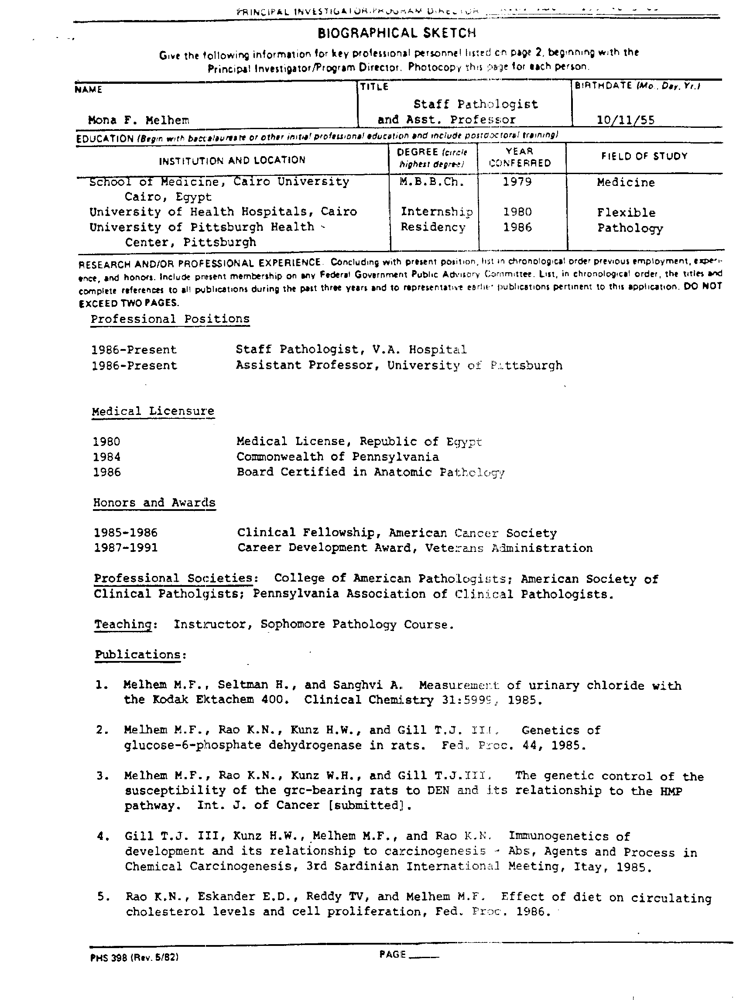 PRINCIPAL INVESTIGATOR/PROGRAM DIRECTOR
BIOGRAPHICAL SKETCH
Give the following information for key professional personnel listed on page 2, beginning with the
Principal Investigator/Program Director. Photocopy this page for each person.
NAME TITLE BIRTHDATE (Mo., Day, Yr.)
Staff Pathologist
Mona F. Melhem and Asst. Professor 10/11/55
EDUCATION (Begin with baccalaureate or other initial professional education and include postdoctoral training)
INSTITUTION AND LOCATION DEGREE (circle highest degree) YEAR CONFERRED FIELD OF STUDY
School of Medicine, Cairo University M.B.B.Ch. 1979 Medicine
Cairo, Egypt
University of Health Hospitals, Cairo Internship 1980 Flexible
University of Pittsburgh Health - Residency 1986 Pathology
Center, Pittsburgh
RESEARCH AND/OR PROFESSIONAL EXPERIENCE. Concluding with present position, list in chronological order previous employment, experi-
ence, and honors. Include present membership on any Federal Government Public Advisory Committee. List, in chronological order, the titles and
complete references to all publications during the past three years and to representative earlier publications pertinent to this application. DO NOT
EXCEED TWO PAGES.
Professional Positions
1986-Present Staff Pathologist, V.A. Hospital
1986-Present Assistant Professor, University of Pittsburgh
Medical Licensure
1980 Medical License, Republic of Egypt
1984 Commonwealth of Pennsylvania
1986 Board Certified in Anatomic Pathology
Honors and Awards
1985-1986 Clinical Fellowship, American Cancer Society
1987-1991 Career Development Award, Veterans Administration
Professional Societies: College of American Pathologists; American Society of
Clinical Patholgists; Pennsylvania Association of Clinical Pathologists.
Teaching: Instructor, Sophomore Pathology Course.
Publications:
1. Melhem M.F., Seltman H., and Sanghvi A. Measurement of urinary chloride with
the Kodak Ektachem 400. Clinical Chemistry 31:5999, 1985.
2. Melhem M.F., Rao K.N., Kunz H.W., and Gill T.J. III. Genetics of
glucose-6-phosphate dehydrogenase in rats. Fed. Proc. 44, 1985.
3. Melhem M.F., Rao K.N., Kunz W.H., and Gill T.J.III. The genetic control of the
susceptibility of the grc-bearing rats to DEN and its relationship to the HMP
pathway. Int. J. of Cancer [submitted].
4. Gill T.J. III, Kunz H.W., Melhem M.F., and Rao K.N. Immunogenetics of
development and its relationship to carcinogenesis - Abs, Agents and Process in
Chemical Carcinogenesis, 3rd Sardinian International Meeting, Itay, 1985.
5. Rao K.N., Eskander E.D., Reddy TV, and Melhem M.F. Effect of diet on circulating
cholesterol levels and cell proliferation, Fed. Proc. 1986.
PHS 398 (Rev. 5/82) PAGE